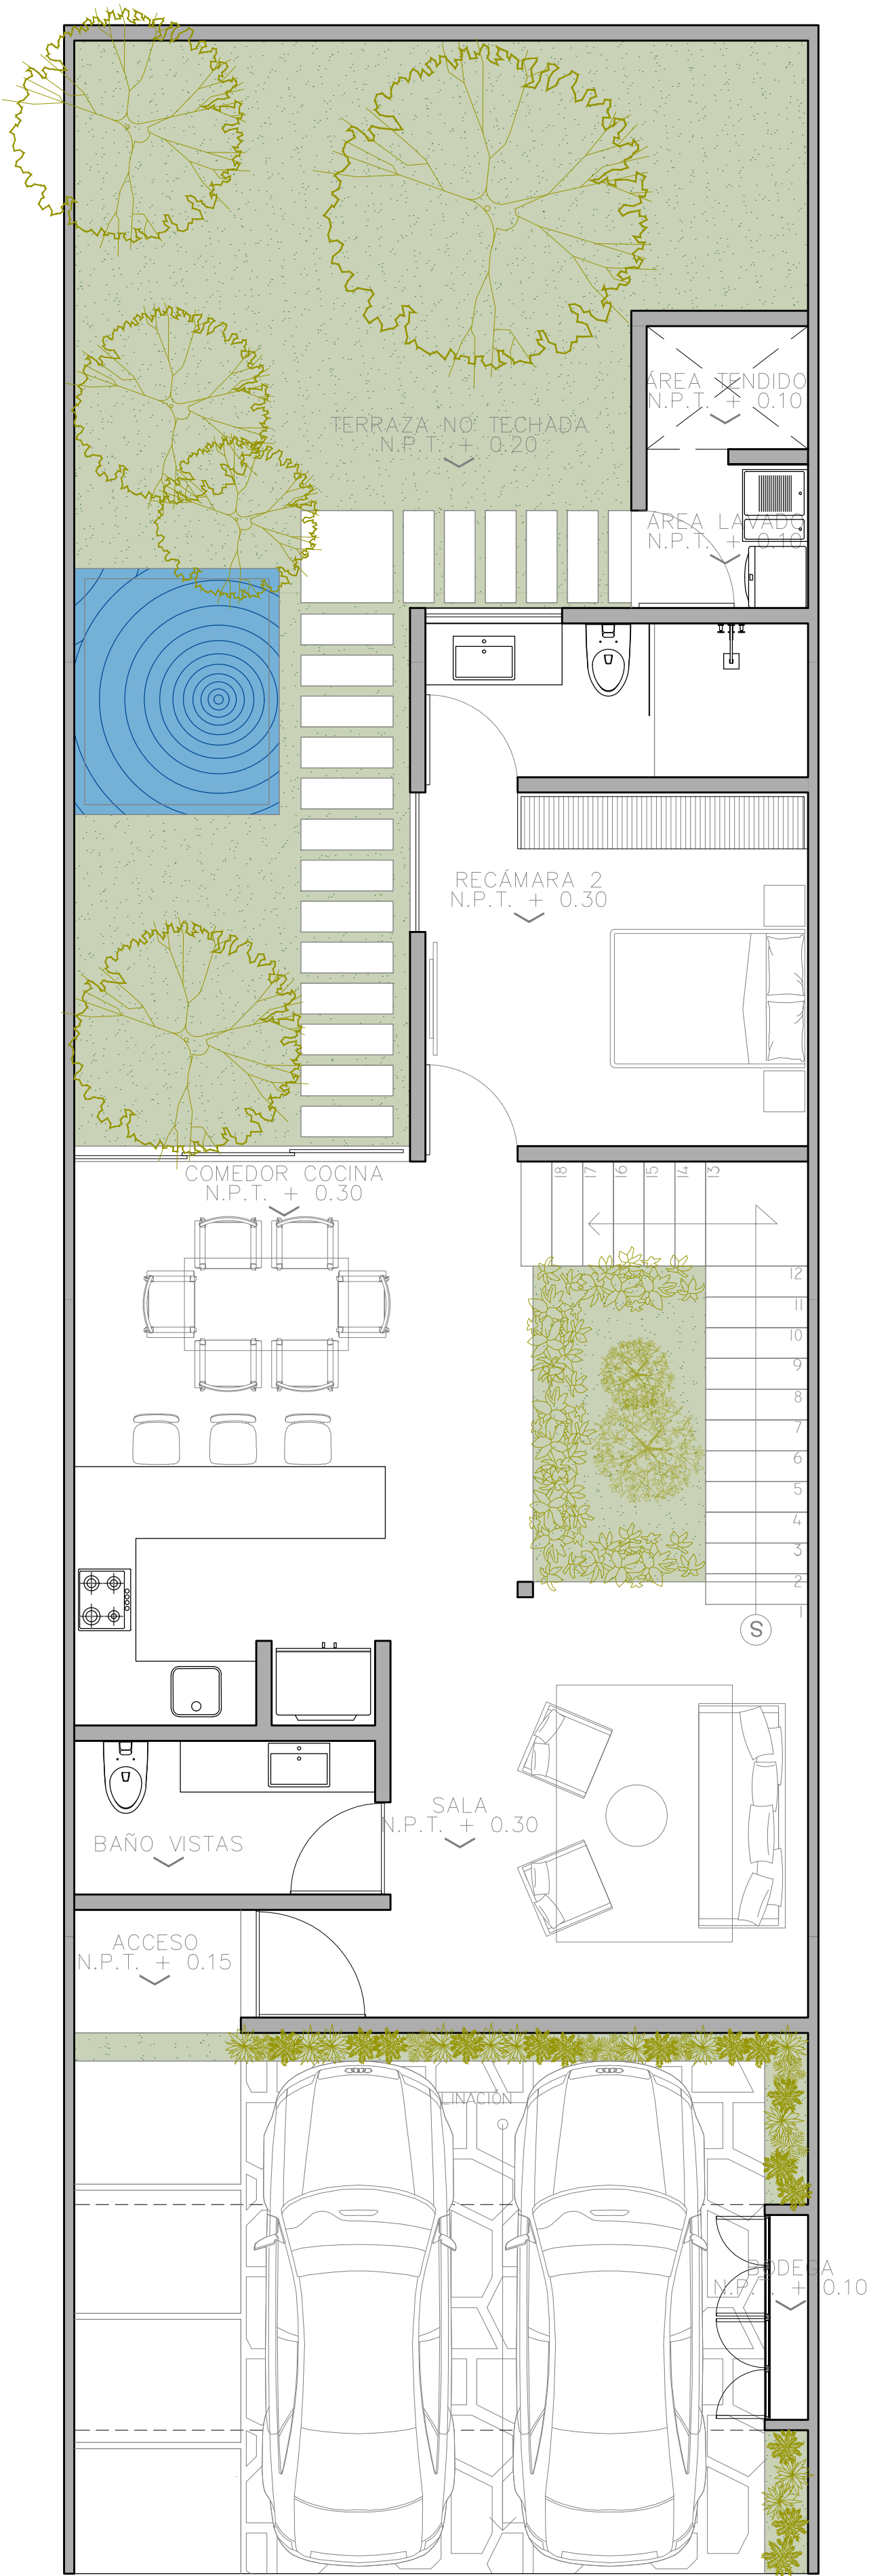 ÁREA TENDIDO
N.P.T. + 0.10
TERRAZA NO TECHADA
N.P.T. + 0.20
ÁREA LAVADO
N.P.T. + 0.10
RECÁMARA 2
N.P.T. + 0.30
COMEDOR COCINA
N.P.T. + 0.30
18 17 16 15 14 13
12
11
10
9
8
7
6
5
4
3
2
1
S
SALA
N.P.T. + 0.30
BAÑO VISTAS
ACCESO
N.P.T. + 0.15
LINACIÓN
BODEGA
N.P.T. + 0.10